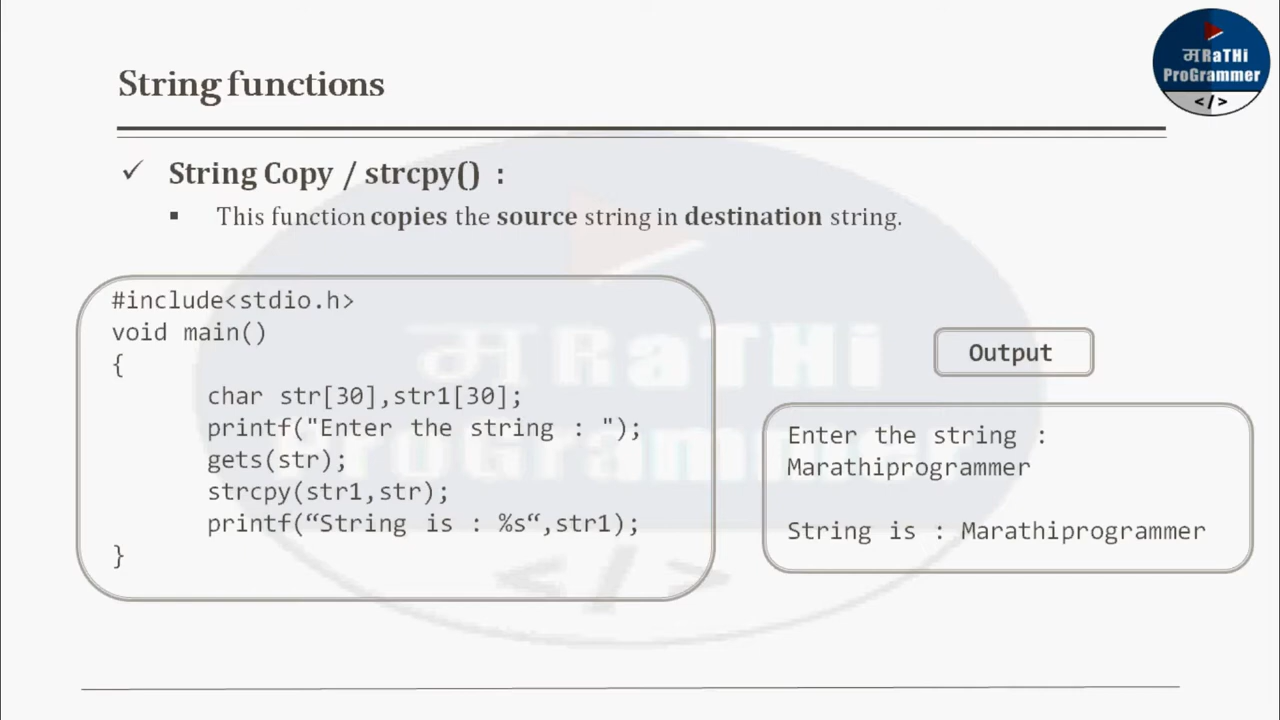 मRaTHi
ProGrammer
</>
String functions
✓ String Copy / strcpy() :
▪ This function copies the source string in destination string.
#include<stdio.h>
void main()
{
char str[30],str1[30];
printf("Enter the string : ");
gets(str);
strcpy(str1,str);
printf(“String is : %s“,str1);
}
Output
Enter the string :
Marathiprogrammer
String is : Marathiprogrammer
मRaTHi
ProGrammer
</>